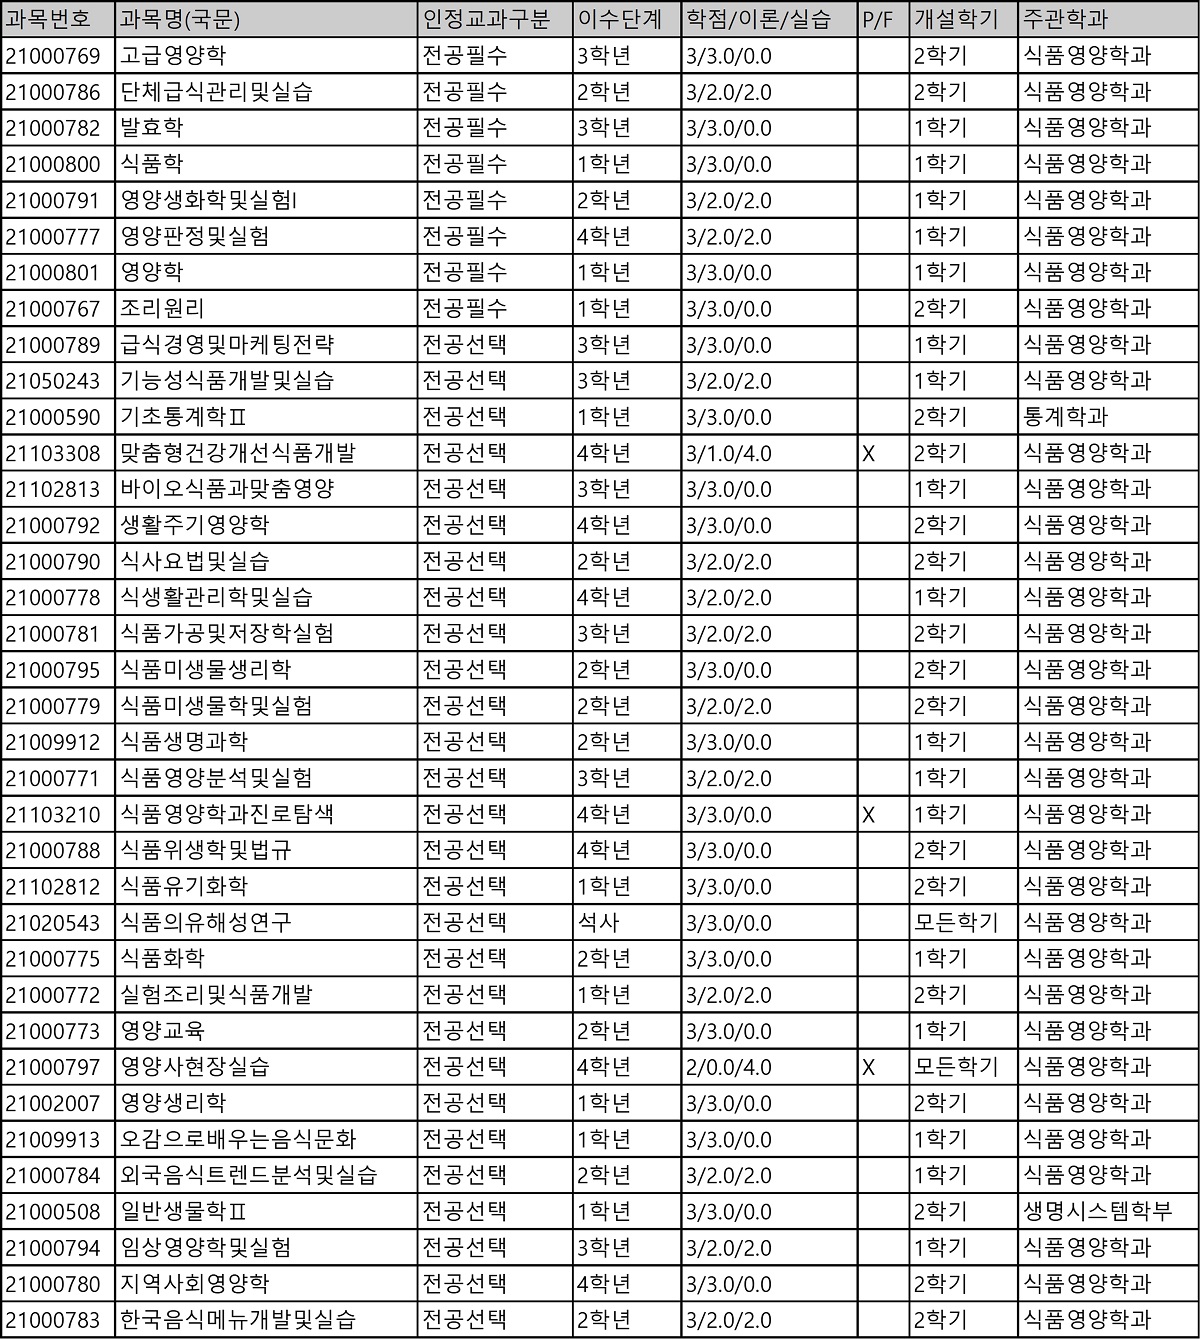 과목번호 과목명(국문) 인정교과구분 이수단계 학점/이론/실습 P/F 개설학기 주관학과
21000769 고급영양학 전공필수 3학년 3/3.0/0.0 2학기 식품영양학과
21000786 단체급식관리및실습 전공필수 2학년 3/2.0/2.0 2학기 식품영양학과
21000782 발효학 전공필수 3학년 3/3.0/0.0 1학기 식품영양학과
21000800 식품학 전공필수 1학년 3/3.0/0.0 1학기 식품영양학과
21000791 영양생화학및실험I 전공필수 2학년 3/2.0/2.0 1학기 식품영양학과
21000777 영양판정및실험 전공필수 4학년 3/2.0/2.0 1학기 식품영양학과
21000801 영양학 전공필수 1학년 3/3.0/0.0 1학기 식품영양학과
21000767 조리원리 전공필수 1학년 3/3.0/0.0 2학기 식품영양학과
21000789 급식경영및마케팅전략 전공선택 3학년 3/3.0/0.0 1학기 식품영양학과
21050243 기능성식품개발및실습 전공선택 3학년 3/2.0/2.0 1학기 식품영양학과
21000590 기초통계학Ⅱ 전공선택 1학년 3/3.0/0.0 2학기 통계학과
21103308 맞춤형건강개선식품개발 전공선택 4학년 3/1.0/4.0 X 2학기 식품영양학과
21102813 바이오식품과맞춤영양 전공선택 3학년 3/3.0/0.0 1학기 식품영양학과
21000792 생활주기영양학 전공선택 4학년 3/3.0/0.0 2학기 식품영양학과
21000790 식사요법및실습 전공선택 2학년 3/2.0/2.0 2학기 식품영양학과
21000778 식생활관리학및실습 전공선택 4학년 3/2.0/2.0 1학기 식품영양학과
21000781 식품가공및저장학실험 전공선택 3학년 3/2.0/2.0 2학기 식품영양학과
21000795 식품미생물생리학 전공선택 2학년 3/3.0/0.0 2학기 식품영양학과
21000779 식품미생물학및실험 전공선택 2학년 3/2.0/2.0 2학기 식품영양학과
21009912 식품생명과학 전공선택 2학년 3/3.0/0.0 1학기 식품영양학과
21000771 식품영양분석및실험 전공선택 3학년 3/2.0/2.0 1학기 식품영양학과
21103210 식품영양학과진로탐색 전공선택 4학년 3/3.0/0.0 X 1학기 식품영양학과
21000788 식품위생학및법규 전공선택 4학년 3/3.0/0.0 2학기 식품영양학과
21102812 식품유기화학 전공선택 1학년 3/3.0/0.0 2학기 식품영양학과
21020543 식품의유해성연구 전공선택 석사 3/3.0/0.0 모든학기 식품영양학과
21000775 식품화학 전공선택 2학년 3/3.0/0.0 1학기 식품영양학과
21000772 실험조리및식품개발 전공선택 1학년 3/2.0/2.0 2학기 식품영양학과
21000773 영양교육 전공선택 2학년 3/3.0/0.0 1학기 식품영양학과
21000797 영양사현장실습 전공선택 4학년 2/0.0/4.0 X 모든학기 식품영양학과
21002007 영양생리학 전공선택 1학년 3/3.0/0.0 2학기 식품영양학과
21009913 오감으로배우는음식문화 전공선택 1학년 3/3.0/0.0 1학기 식품영양학과
21000784 외국음식트렌드분석및실습 전공선택 2학년 3/2.0/2.0 1학기 식품영양학과
21000508 일반생물학Ⅱ 전공선택 1학년 3/3.0/0.0 2학기 생명시스템학부
21000794 임상영양학및실험 전공선택 3학년 3/2.0/2.0 1학기 식품영양학과
21000780 지역사회영양학 전공선택 4학년 3/3.0/0.0 2학기 식품영양학과
21000783 한국음식메뉴개발및실습 전공선택 2학년 3/2.0/2.0 2학기 식품영양학과